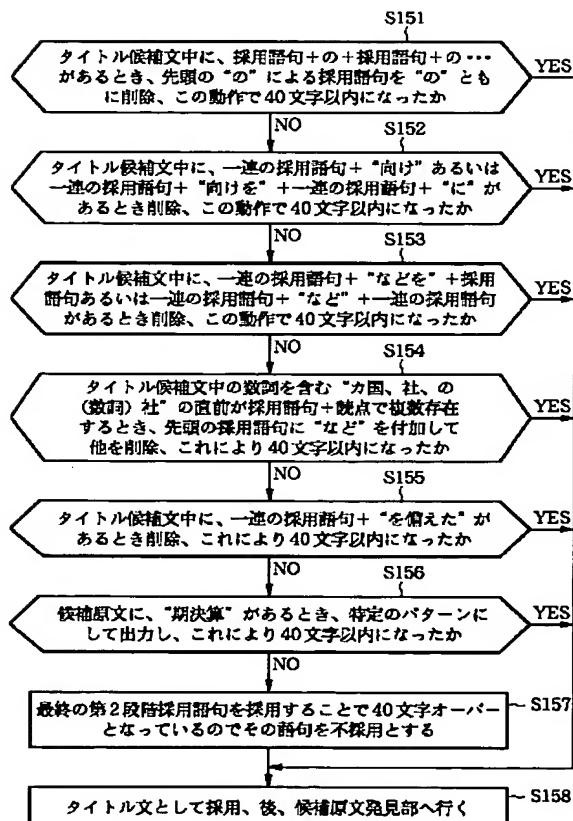 S151
タイトル候補文中に、採用語句+の+採用語句+の…
があるとき、先頭の“の”による採用語句を“の”とも
に削除、この動作で40文字以内になったか
YES
NO
S152
タイトル候補文中に、一連の採用語句+“向け”あるいは
一連の採用語句+“向けを”+一連の採用語句+“に”が
あるとき削除、この動作で40文字以内になったか
YES
NO
S153
タイトル候補文中に、一連の採用語句+“などを”+採用
語句あるいは一連の採用語句+“など”+一連の採用語句
があるとき削除、この動作で40文字以内になったか
YES
NO
S154
タイトル候補文中の数詞を含む“カ国、社、の
(数詞)社”の直前が採用語句+読点で複数存在
するとき、先頭の採用語句に“など”を付加して
他を削除、これにより40文字以内になったか
YES
NO
S155
タイトル候補文中に、一連の採用語句+“を備えた”が
あるとき削除、これにより40文字以内になったか
YES
NO
S156
候補原文に、“期決算”があるとき、特定のパターンに
して出力し、これにより40文字以内になったか
YES
NO
S157
最終の第2段階採用語句を採用することで40文字オーバー
となっているのでその語句を不採用とする
S158
タイトル文として採用、後、候補原文発見部へ行く